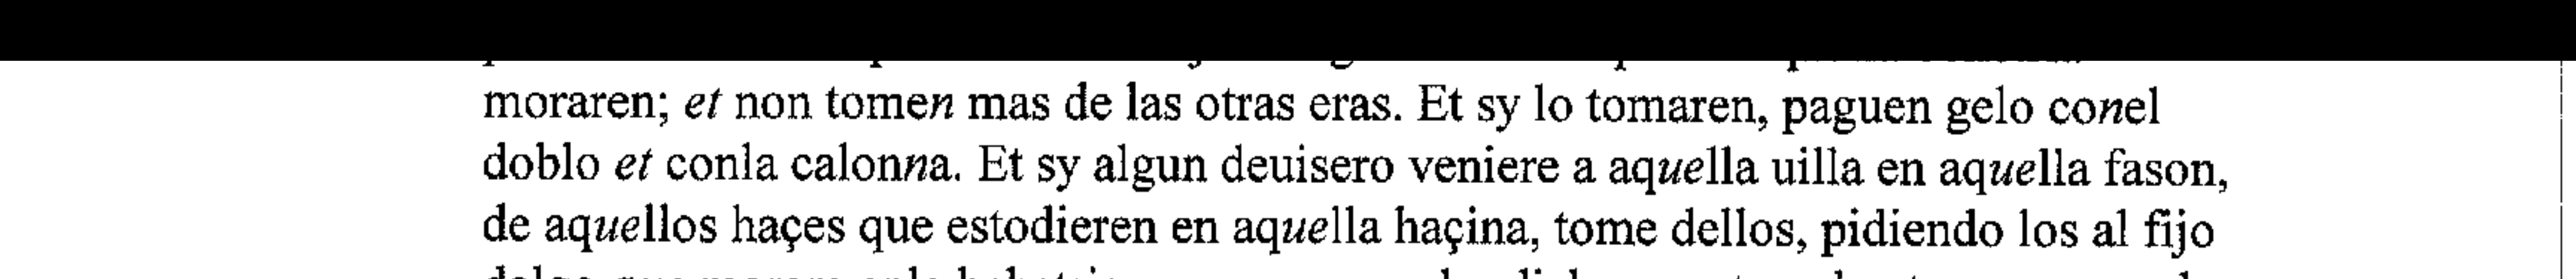 moraren; et non tomen mas de las otras eras. Et sy lo tomaren, paguen gelo conel
doblo et conla calonna. Et sy algun deuisero veniere a aquella uilla en aquella fason,
de aquellos haçes que estodieren en aquella haçina, tome dellos, pidiendo los al fijo